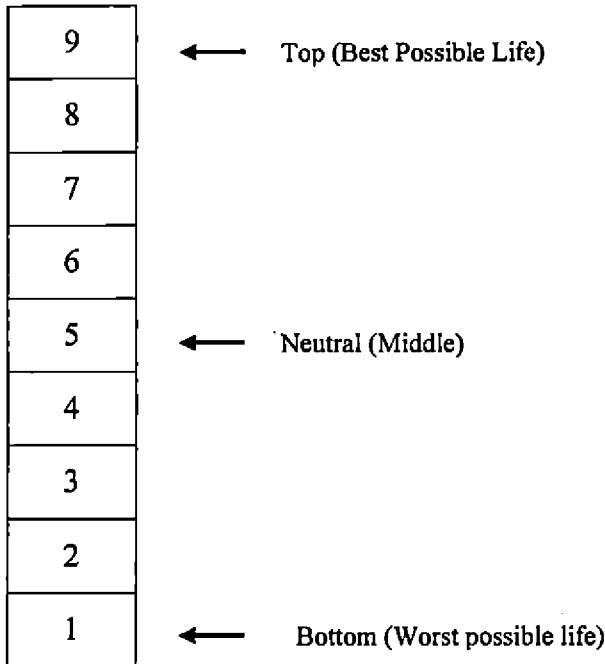 9 Top (Best Possible Life)
8
7
6
5 Neutral (Middle)
4
3
2
1 Bottom (Worst possible life)